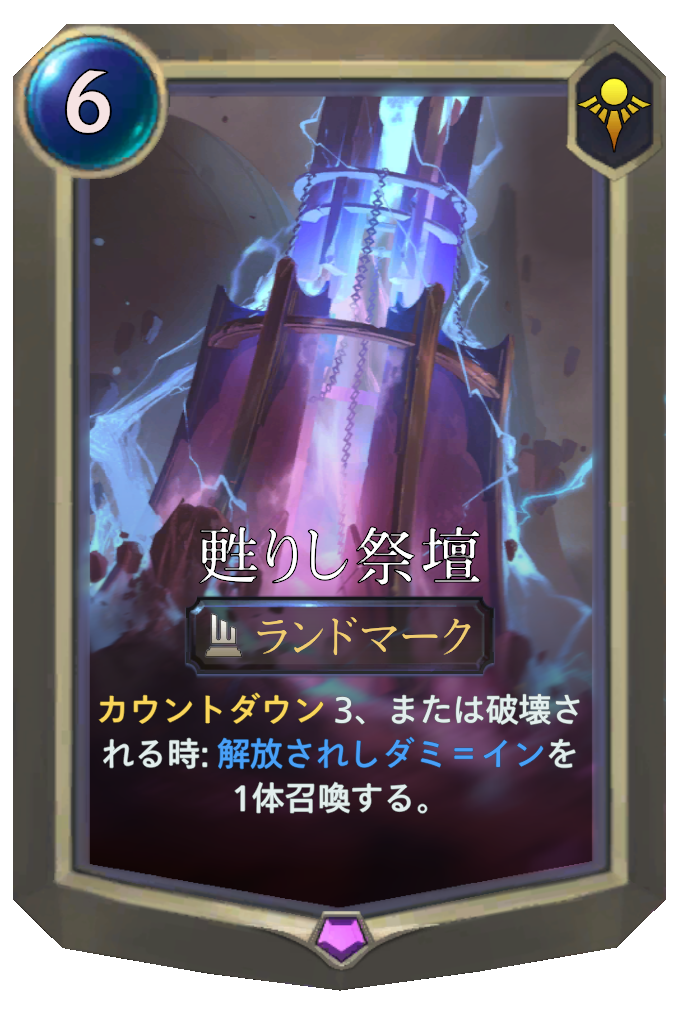 6
甦りし祭壇
ランドマーク
カウントダウン 3、または破壊さ
れる時: 解放されしダミ=インを
1体召喚する。